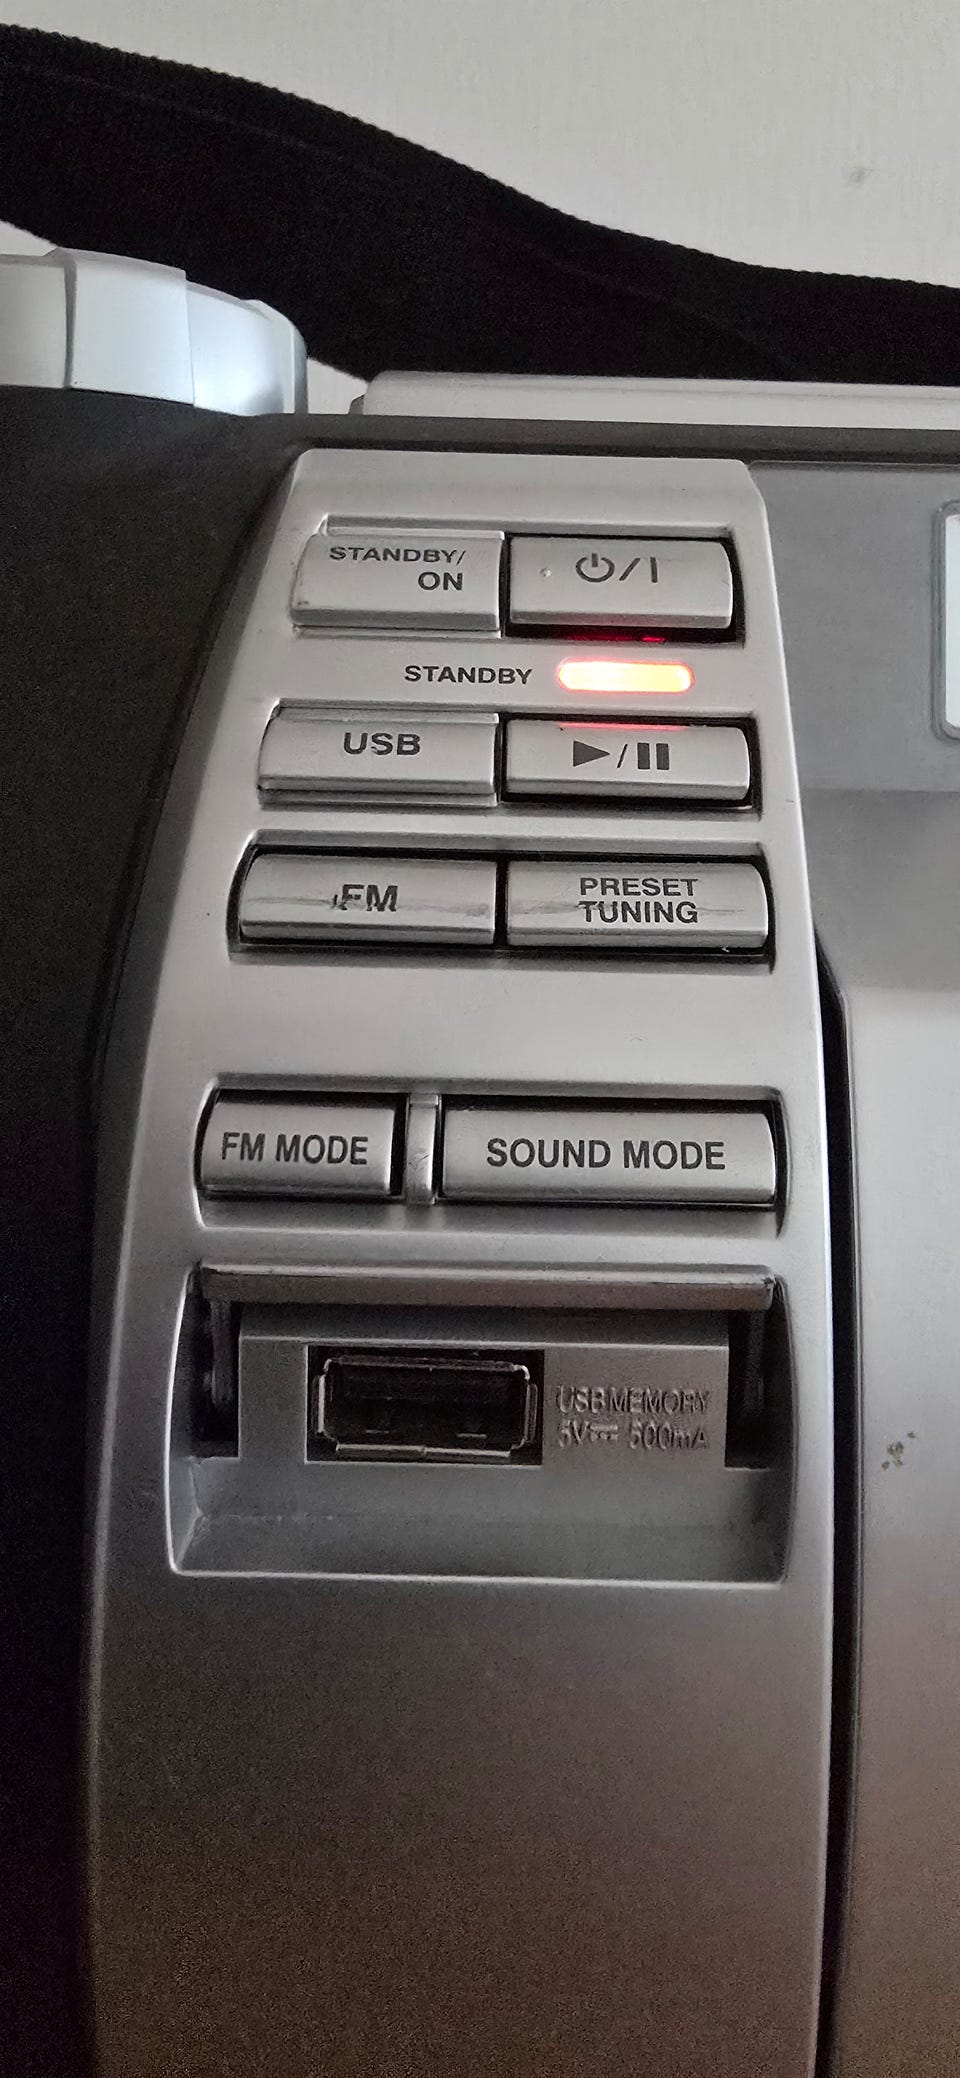 STANDBY/
ON
⏻/I
STANDBY
USB
▶/❚❚
FM
PRESET
TUNING
FM MODE
SOUND MODE
USB MEMORY
5V⎓ 500mA